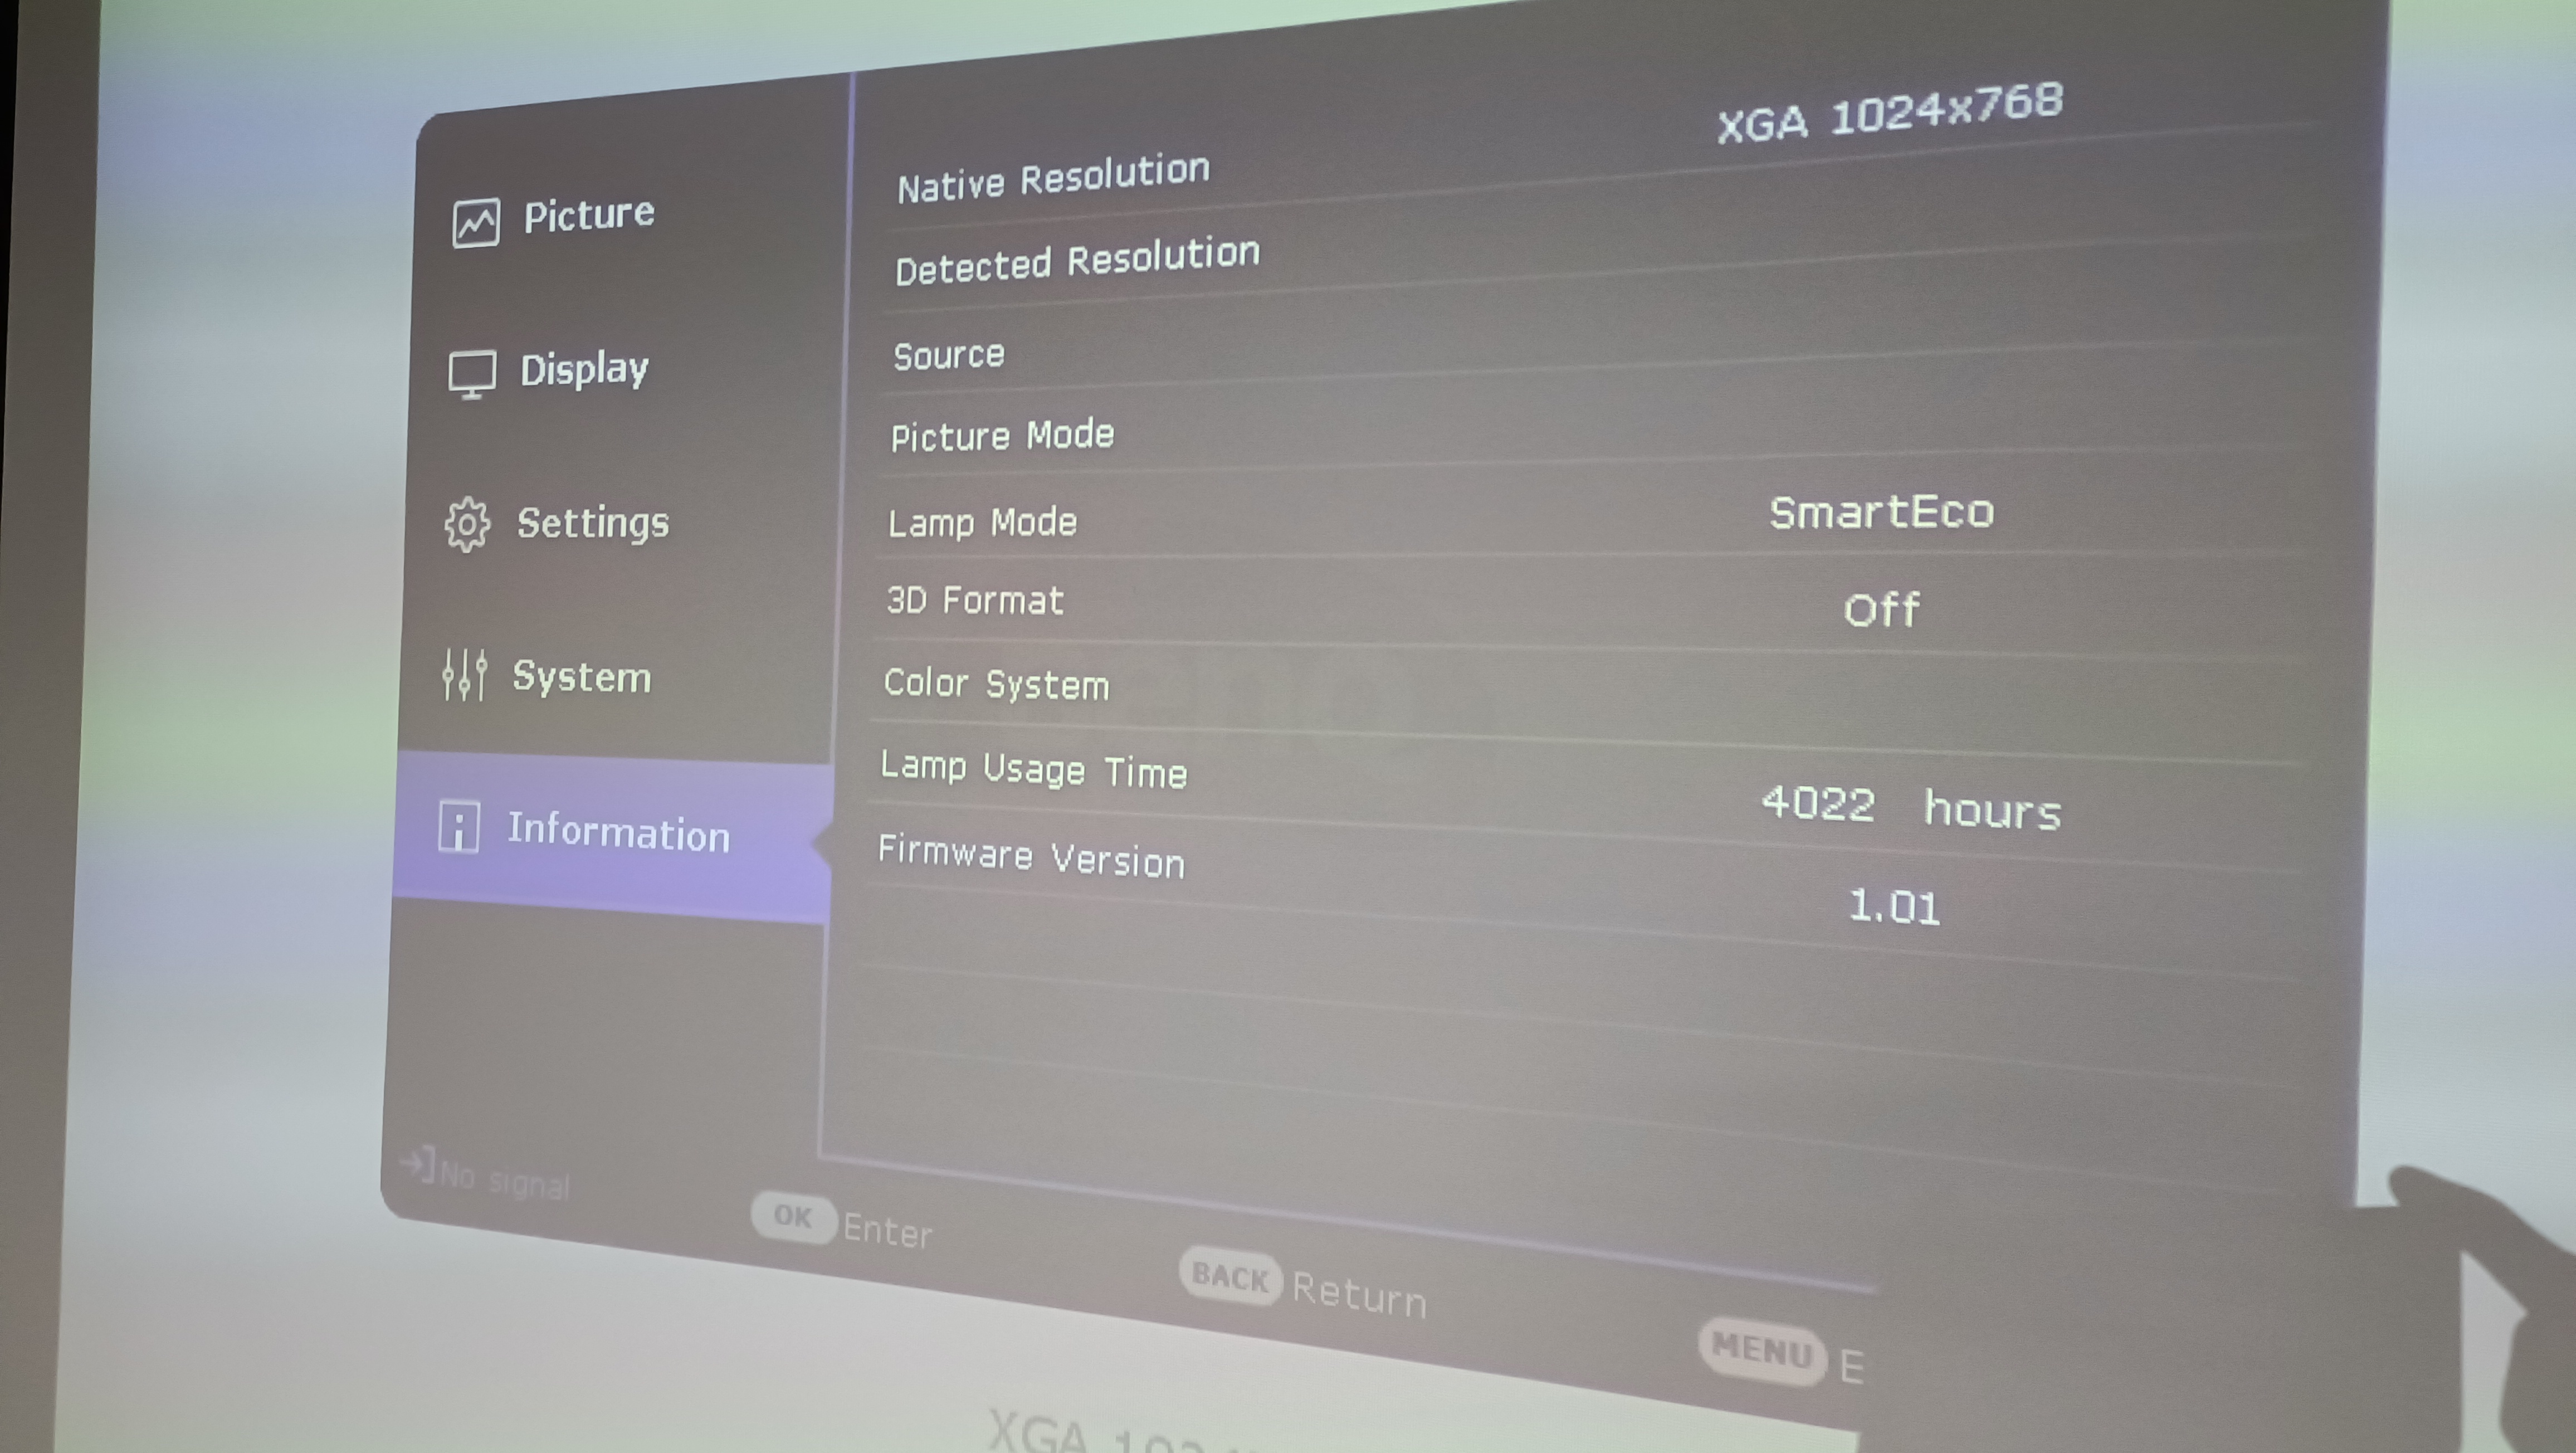 Picture
Display
Settings
System
Information
Native Resolution XGA 1024x768
Detected Resolution
Source
Picture Mode
Lamp Mode SmartEco
3D Format Off
Color System
Lamp Usage Time 4022 hours
Firmware Version 1.01
No signal
OK Enter
BACK Return
MENU E
XGA